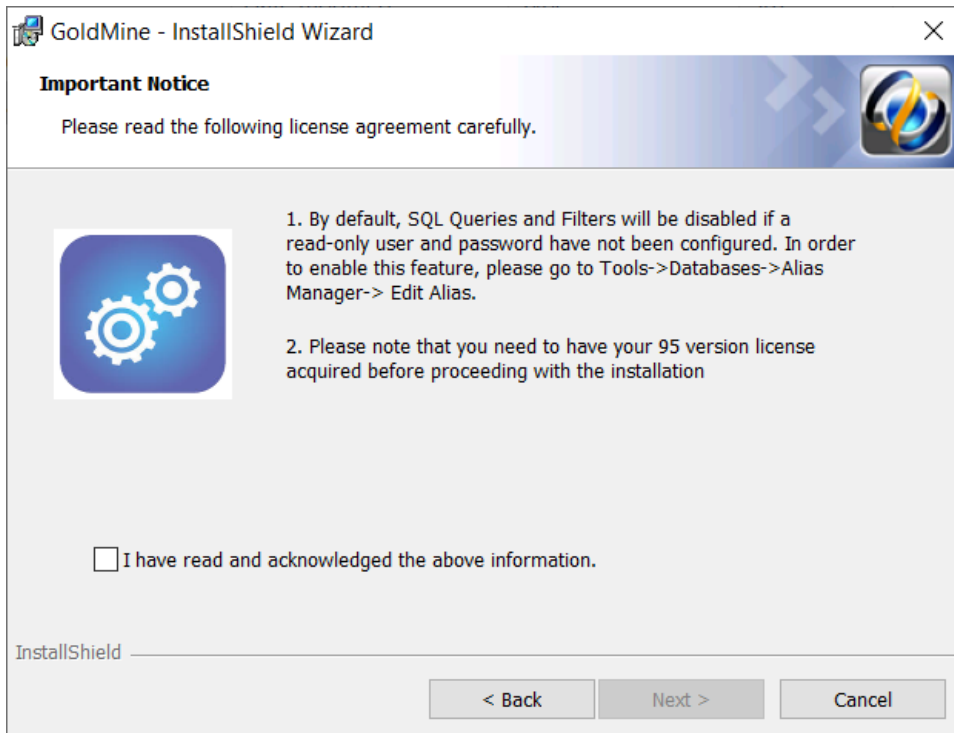 GoldMine - InstallShield Wizard
Important Notice
Please read the following license agreement carefully.
1. By default, SQL Queries and Filters will be disabled if a
read-only user and password have not been configured. In order
to enable this feature, please go to Tools->Databases->Alias
Manager-> Edit Alias.
2. Please note that you need to have your 95 version license
acquired before proceeding with the installation
I have read and acknowledged the above information.
InstallShield
< Back
Next >
Cancel